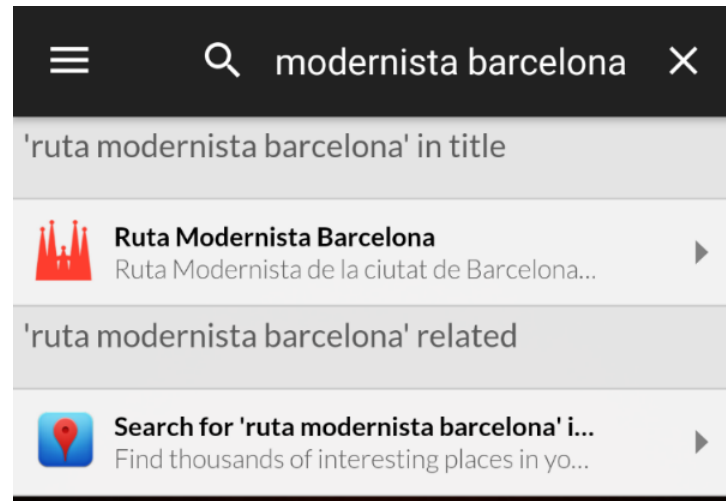 modernista barcelona
'ruta modernista barcelona' in title
Ruta Modernista Barcelona
Ruta Modernista de la ciutat de Barcelona...
'ruta modernista barcelona' related
Search for 'ruta modernista barcelona' i...
Find thousands of interesting places in yo...